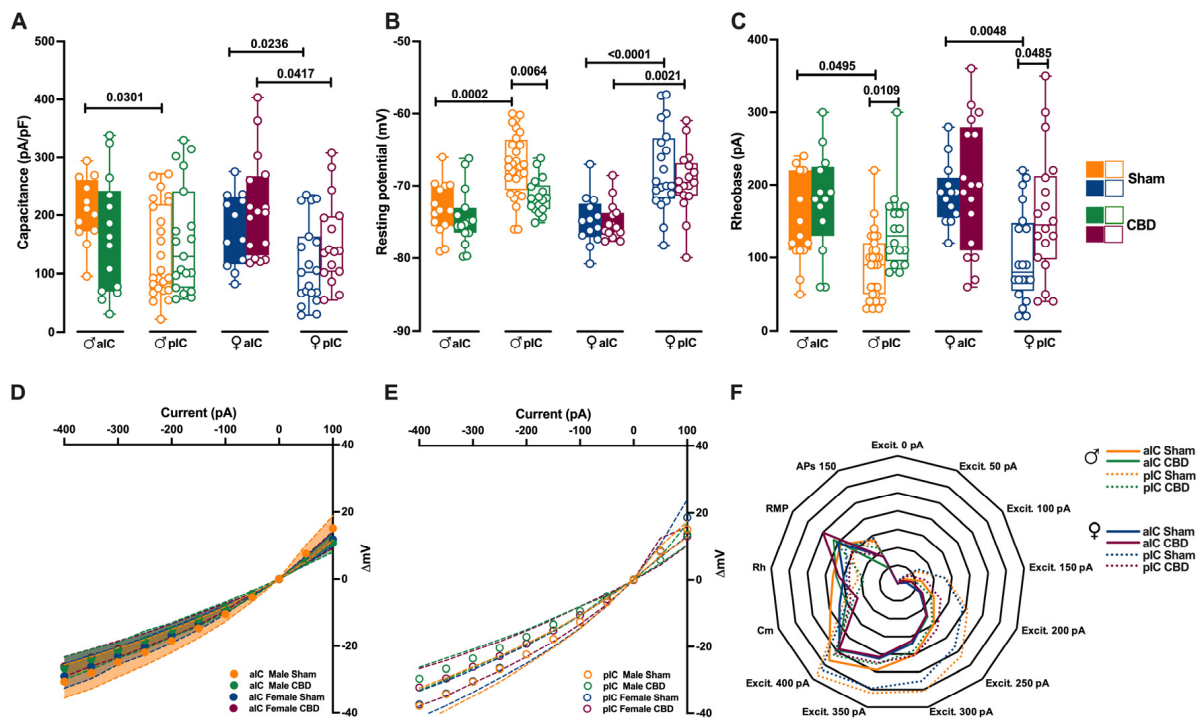 A
Capacitance (pA/pF)
500
400
300
200
100
0
0.0301
0.0236
0.0417
♂aIC
♂pIC
♀aIC
♀pIC
B
Resting potential (mV)
-50
-60
-70
-80
-90
0.0002
0.0064
<0.0001
0.0021
♂aIC
♂pIC
♀aIC
♀pIC
C
Rheobase (pA)
400
300
200
100
0
0.0495
0.0109
0.0048
0.0485
♂aIC
♂pIC
♀aIC
♀pIC
Sham
CBD
D
Current (pA)
-400 -300 -200 -100 0 100
40
20
0
-20
-40
ΔmV
aIC Male Sham
aIC Male CBD
aIC Female Sham
aIC Female CBD
E
Current (pA)
-400 -300 -200 -100 0 100
40
20
0
-20
-40
ΔmV
pIC Male Sham
pIC Male CBD
pIC Female Sham
pIC Female CBD
F
Excit. 0 pA
Excit. 50 pA
Excit. 100 pA
Excit. 150 pA
Excit. 200 pA
Excit. 250 pA
Excit. 300 pA
Excit. 350 pA
Excit. 400 pA
Cm
Rh
RMP
APs 150
♂
aIC Sham
aIC CBD
pIC Sham
pIC CBD
♀
aIC Sham
aIC CBD
pIC Sham
pIC CBD